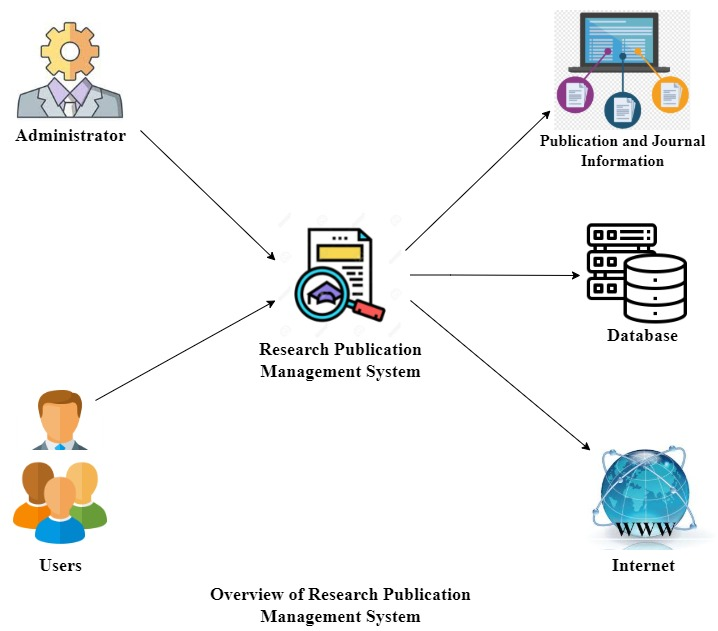 Administrator
Publication and Journal
Information
Research Publication
Management System
Database
Users
WWW
Internet
Overview of Research Publication
Management System